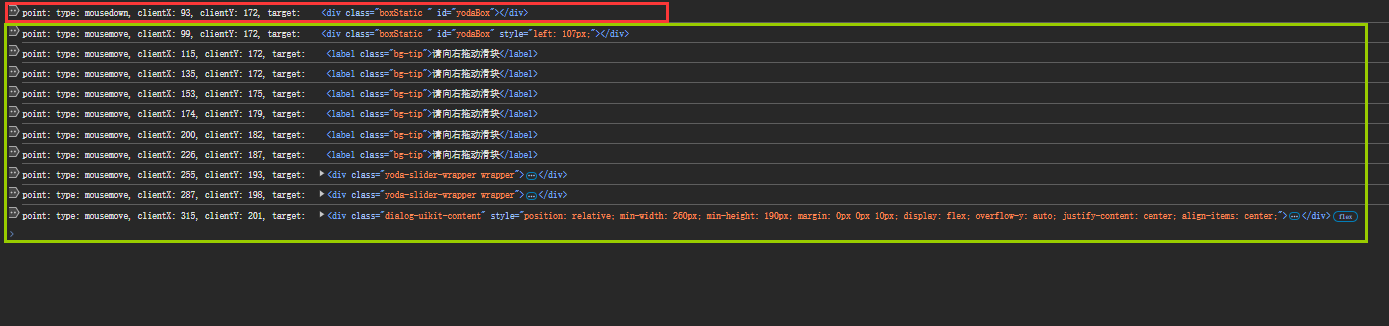 point: type: mousedown, clientX: 93, clientY: 172, target: <div class="boxStatic " id="yodaBox"></div>
point: type: mousemove, clientX: 99, clientY: 172, target: <div class="boxStatic " id="yodaBox" style="left: 107px;"></div>
point: type: mousemove, clientX: 115, clientY: 172, target: <label class="bg-tip">请向右拖动滑块</label>
point: type: mousemove, clientX: 135, clientY: 172, target: <label class="bg-tip">请向右拖动滑块</label>
point: type: mousemove, clientX: 153, clientY: 175, target: <label class="bg-tip">请向右拖动滑块</label>
point: type: mousemove, clientX: 174, clientY: 179, target: <label class="bg-tip">请向右拖动滑块</label>
point: type: mousemove, clientX: 200, clientY: 182, target: <label class="bg-tip">请向右拖动滑块</label>
point: type: mousemove, clientX: 226, clientY: 187, target: <label class="bg-tip">请向右拖动滑块</label>
point: type: mousemove, clientX: 255, clientY: 193, target: <div class="yoda-slider-wrapper wrapper">…</div>
point: type: mousemove, clientX: 287, clientY: 198, target: <div class="yoda-slider-wrapper wrapper">…</div>
point: type: mousemove, clientX: 315, clientY: 201, target: <div class="dialog-uikit-content" style="position: relative; min-width: 260px; min-height: 190px; margin: 0px 0px 10px; display: flex; overflow-y: auto; justify-content: center; align-items: center;">…</div> flex